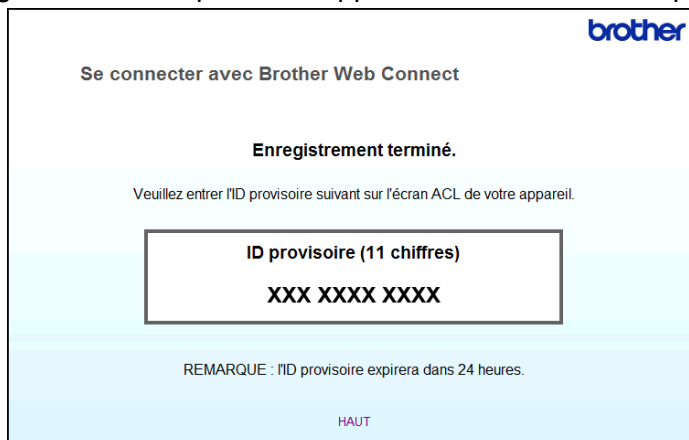 brother
Se connecter avec Brother Web Connect
Enregistrement terminé.
Veuillez entrer l'ID provisoire suivant sur l'écran ACL de votre appareil.
ID provisoire (11 chiffres)
XXX XXXX XXXX
REMARQUE : l'ID provisoire expirera dans 24 heures.
HAUT